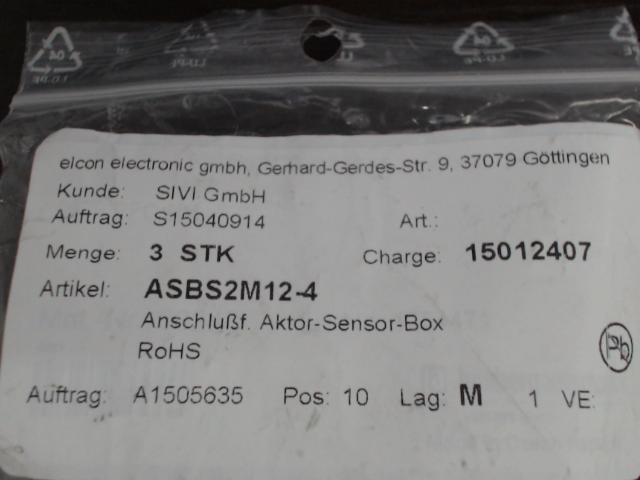 elcon electronic gmbh, Gerhard-Gerdes-Str. 9, 37079 Göttingen
Kunde: SIVI GmbH
Auftrag: S15040914 Art.:
Menge: 3 STK Charge: 15012407
Artikel: ASBS2M12-4
Anschlußf. Aktor-Sensor-Box
RoHS
Pb
Auftrag: A1505635 Pos: 10 Lag: M 1 VE: